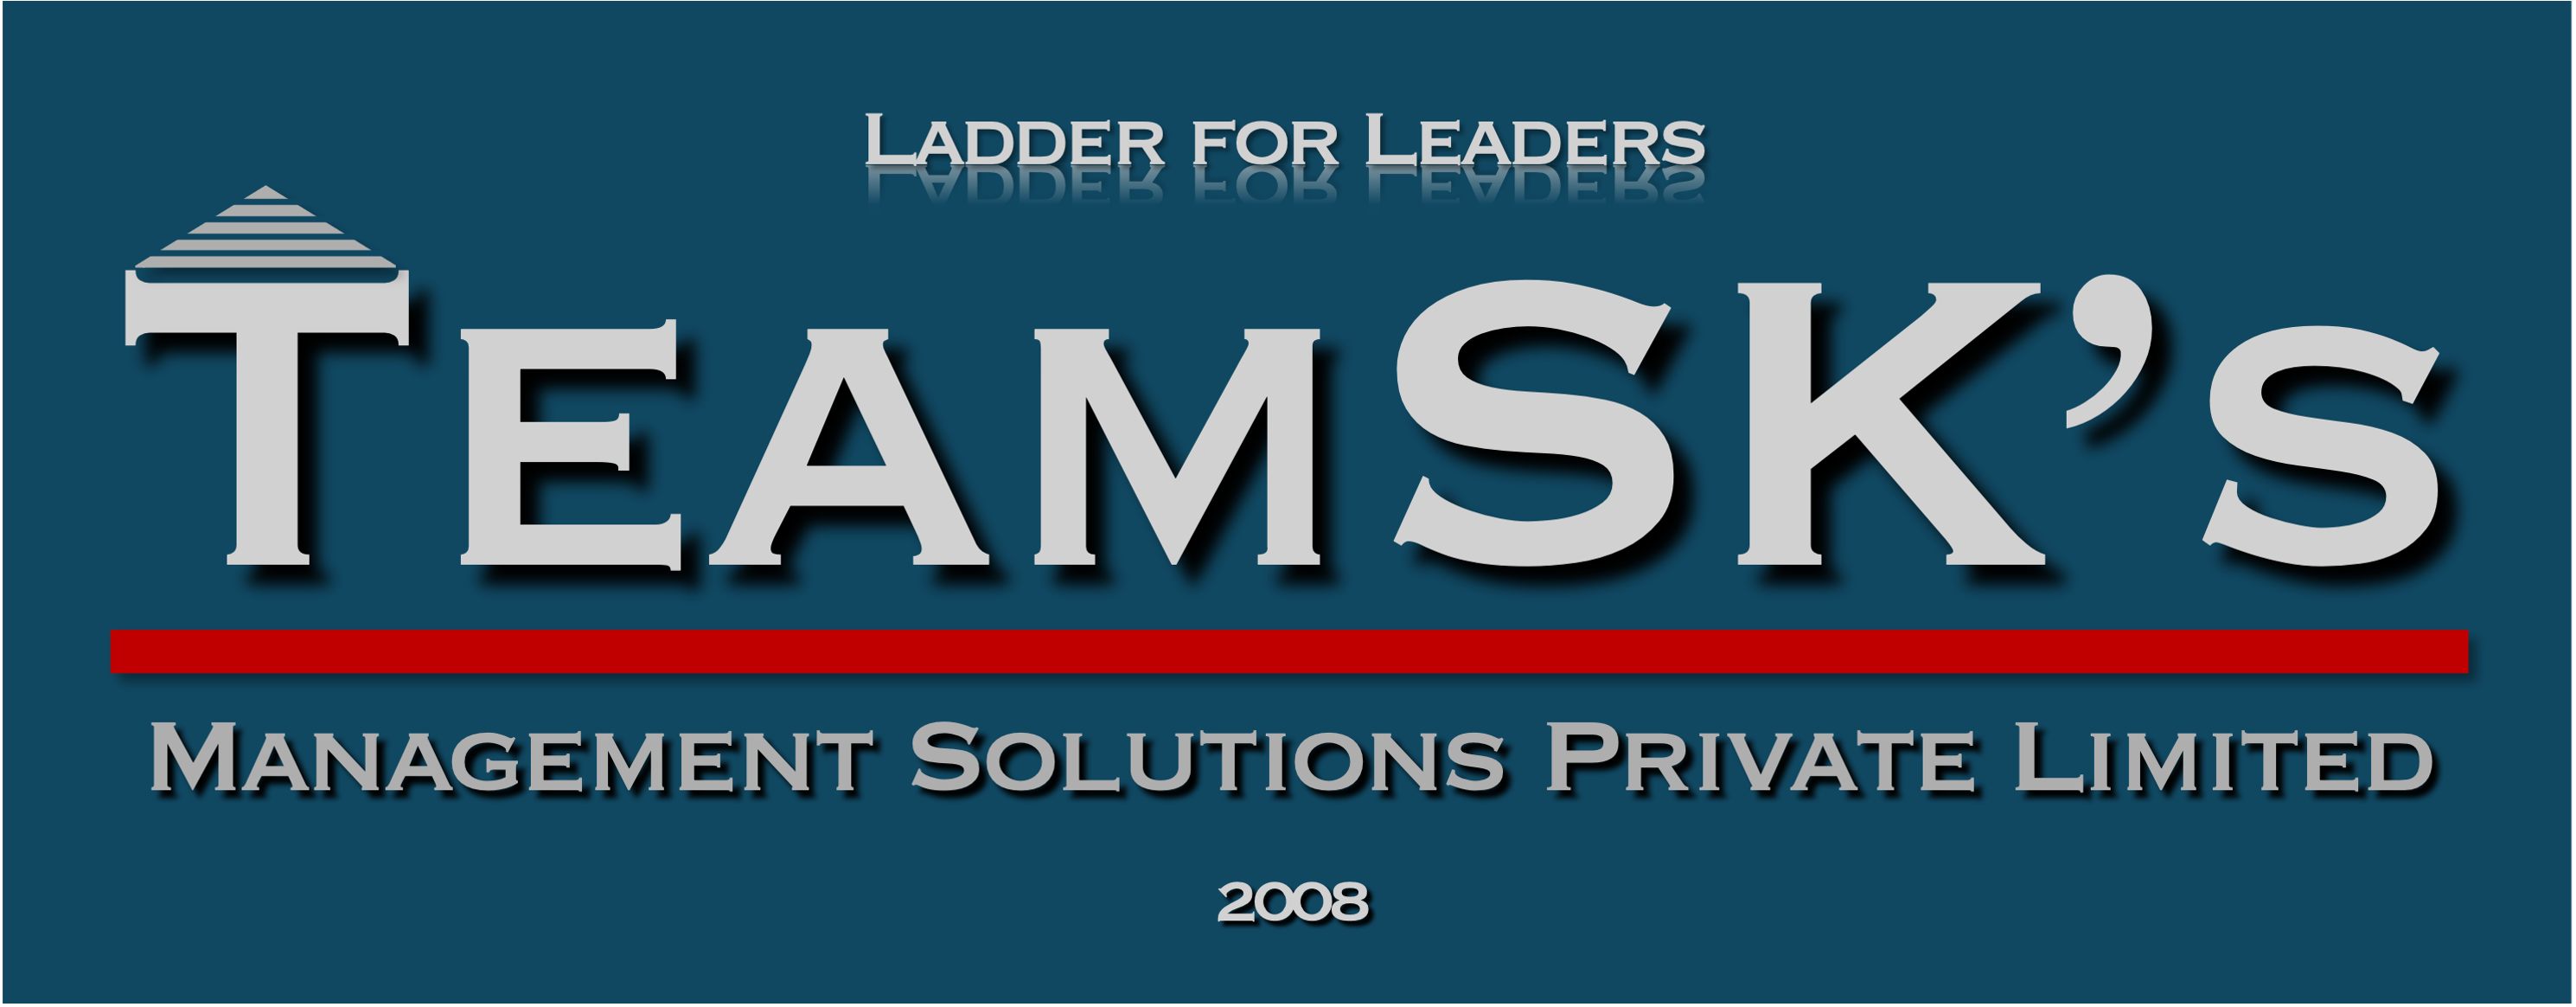 Ladder for Leaders
TeamSK’s
Management Solutions Private Limited
2008